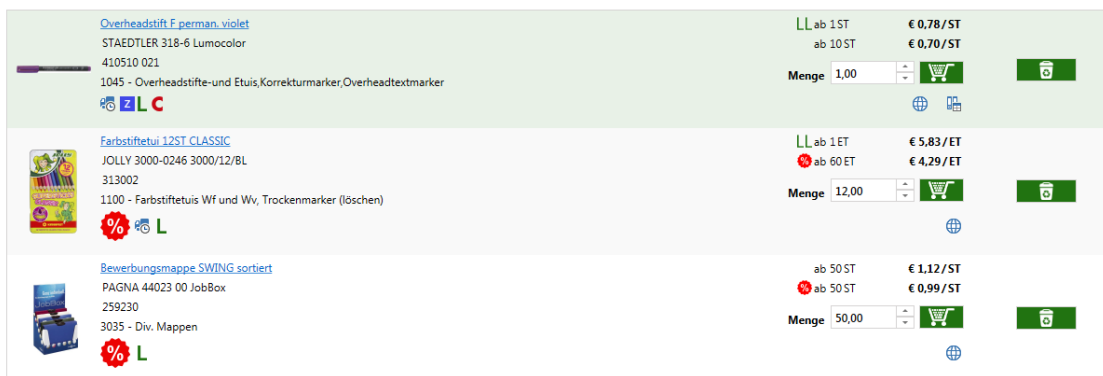 Overheadstift F perman. violet
STAEDTLER 318-6 Lumocolor
410510 021
1045 - Overheadstifte-und Etuis,Korrekturmarker,Overheadtextmarker
Z L C
LL ab 1 ST € 0,78/ST
ab 10 ST € 0,70/ST
Menge 1,00
Farbstiftetui 12ST CLASSIC
JOLLY 3000-0246 3000/12/BL
313002
1100 - Farbstiftetuis Wf und Wv, Trockenmarker (löschen)
% L
LL ab 1 ET € 5,83/ET
% ab 60 ET € 4,29/ET
Menge 12,00
Bewerbungsmappe SWING sortiert
PAGNA 44023 00 JobBox
259230
3035 - Div. Mappen
% L
ab 50 ST € 1,12/ST
% ab 50 ST € 0,99/ST
Menge 50,00